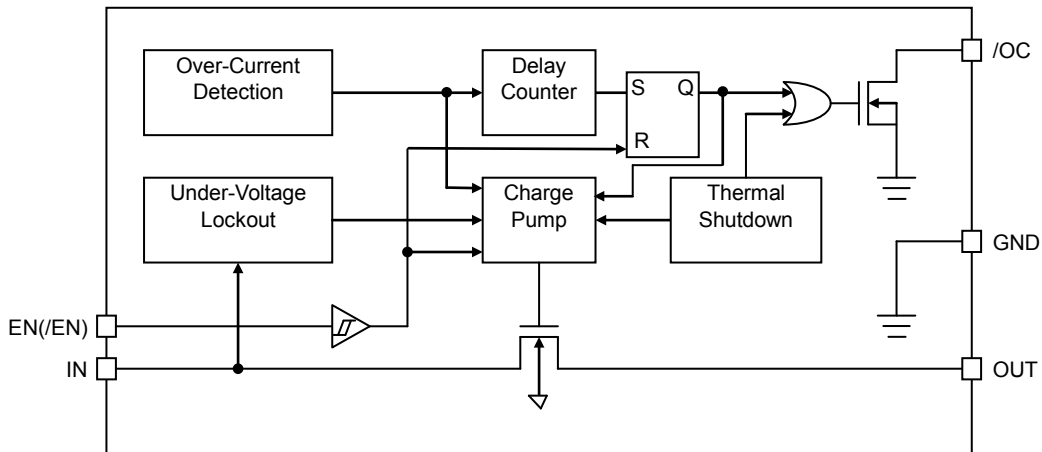 Over-Current
Detection
Delay
Counter
S
Q
R
/OC
Under-Voltage
Lockout
Charge
Pump
Thermal
Shutdown
GND
EN(/EN)
IN
OUT